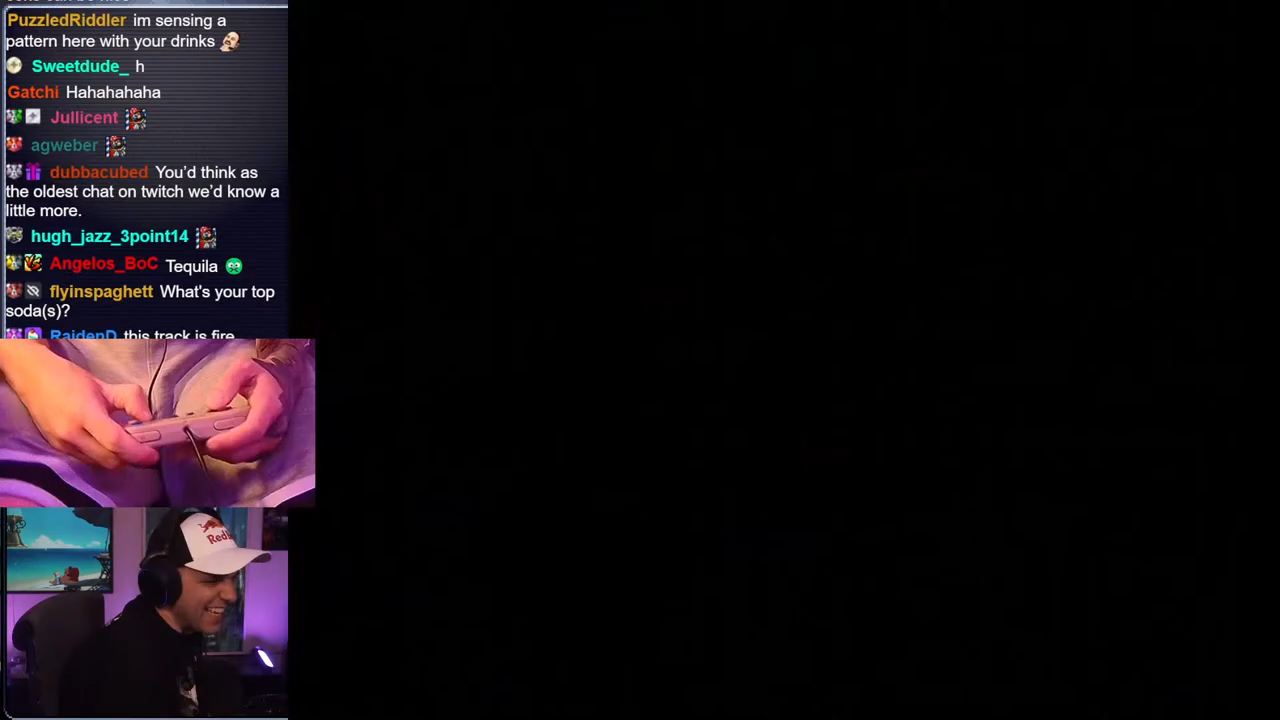 PuzzledRiddler im sensing a
pattern here with your drinks
Sweetdude_ h
Gatchi Hahahahaha
Jullicent
agweber
dubbacubed You'd think as
the oldest chat on twitch we'd know a
little more.
hugh_jazz_3point14
Angelos_BoC Tequila
flyinspaghett What's your top
soda(s)?
RaidenD this track is fire